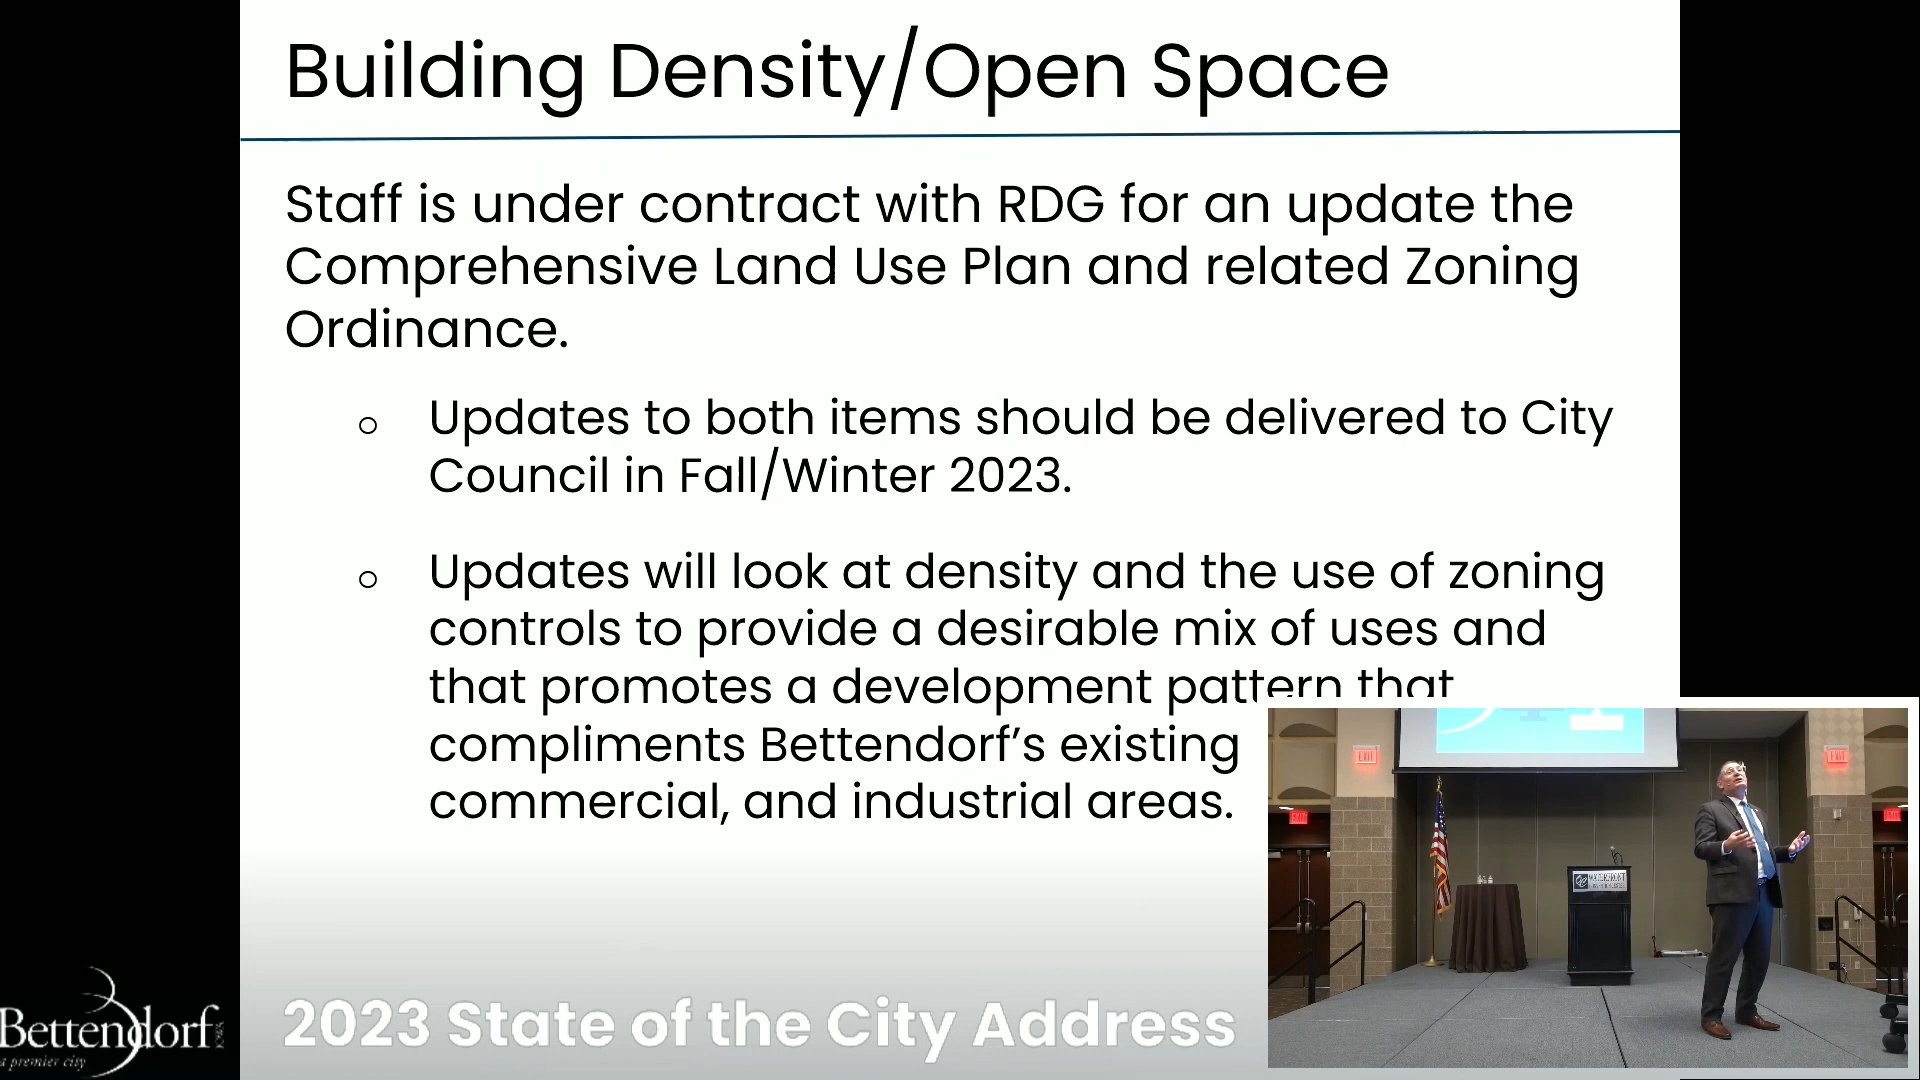 Building Density/Open Space
Staff is under contract with RDG for an update the
Comprehensive Land Use Plan and related Zoning
Ordinance.
Updates to both items should be delivered to City
Council in Fall/Winter 2023.
Updates will look at density and the use of zoning
controls to provide a desirable mix of uses and
that promotes a development pattern that
compliments Bettendorf’s existing
commercial, and industrial areas.
2023 State of the City Address
Bettendorf
a premier city
EXIT
EXIT
EXIT
EXIT
WATERFRONT